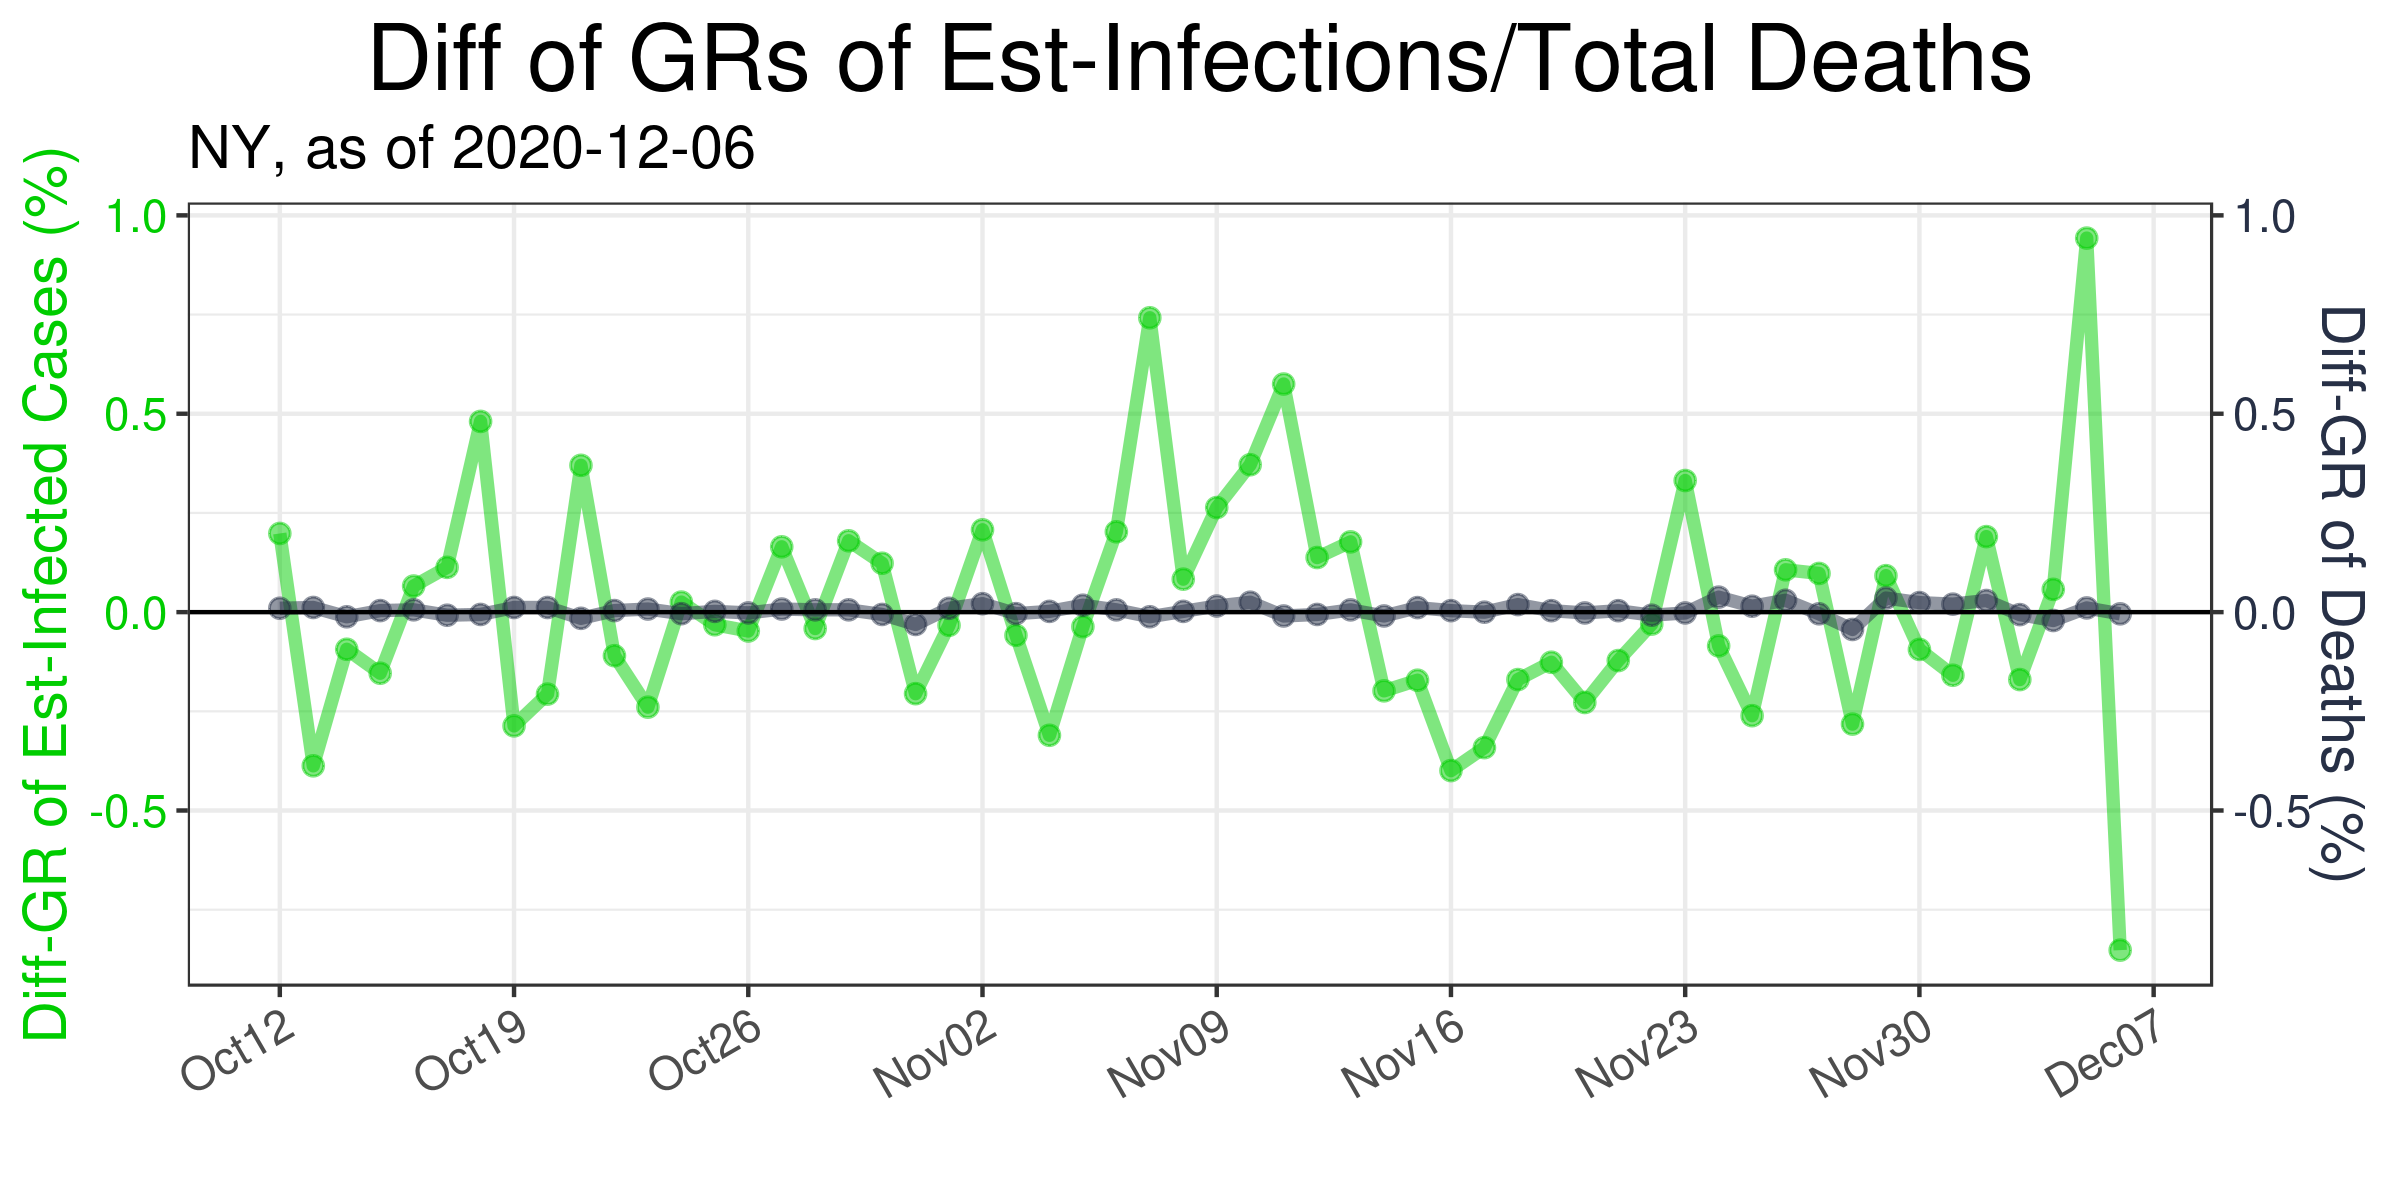 Diff of GRs of Est-Infections/Total Deaths
NY, as of 2020-12-06
Diff-GR of Est-Infected Cases (%)
1.0
0.5
0.0
-0.5
1.0
0.5
0.0
-0.5
Diff-GR of Deaths (%)
Oct12
Oct19
Oct26
Nov02
Nov09
Nov16
Nov23
Nov30
Dec07